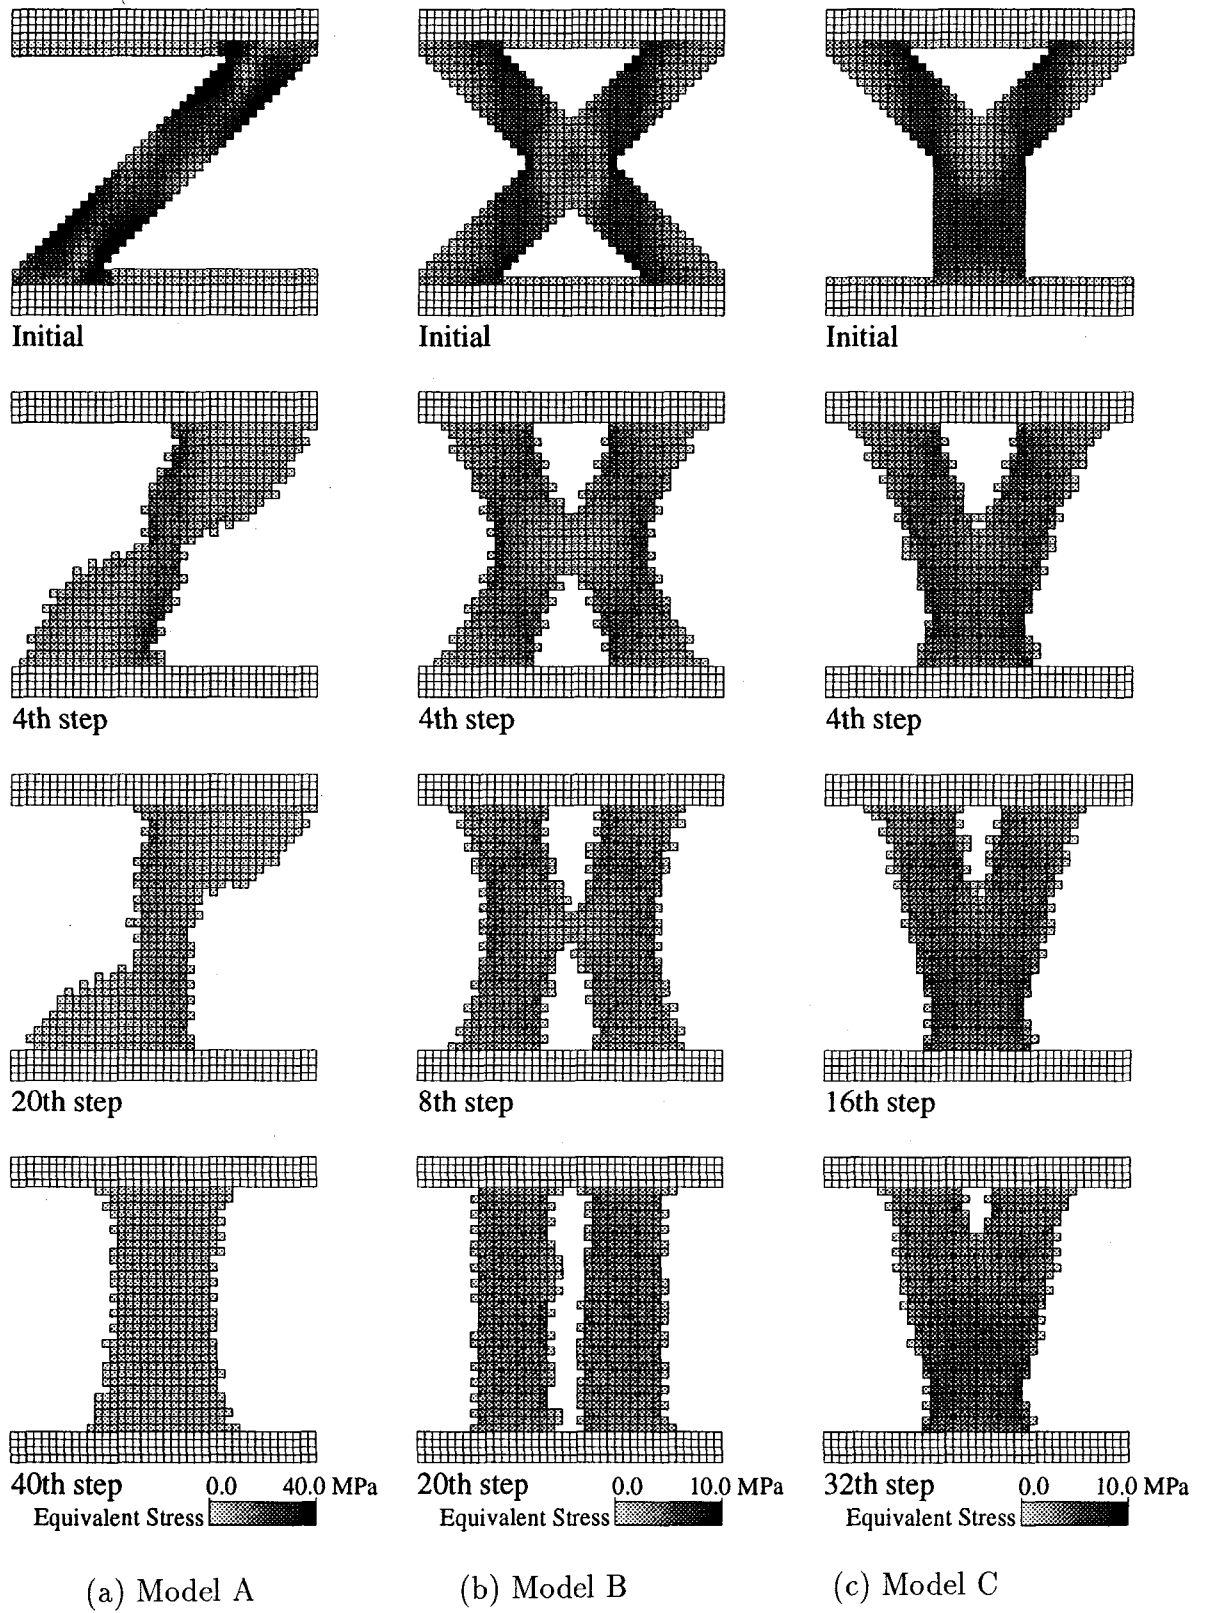 Initial
Initial
Initial
4th step
4th step
4th step
20th step
8th step
16th step
40th step
0.0 40.0 MPa
Equivalent Stress
20th step
0.0 10.0 MPa
Equivalent Stress
32th step
0.0 10.0 MPa
Equivalent Stress
(a) Model A
(b) Model B
(c) Model C